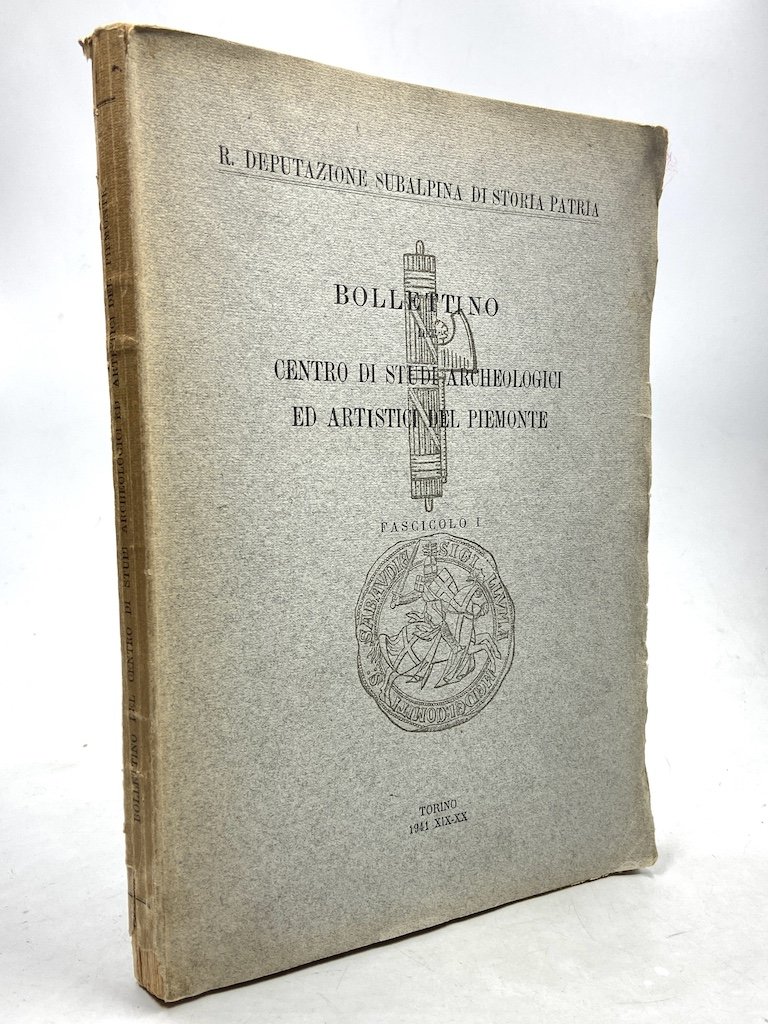 R. DEPUTAZIONE SUBALPINA DI STORIA PATRIA
BOLLETTINO
DEL
CENTRO DI STUDI ARCHEOLOGICI
ED ARTISTICI DEL PIEMONTE
FASCICOLO I
TORINO
1941 XIX-XX
BOLLETTINO DEL CENTRO DI STUDI ARCHEOLOGICI ED ARTISTICI DEL PIEMONTE